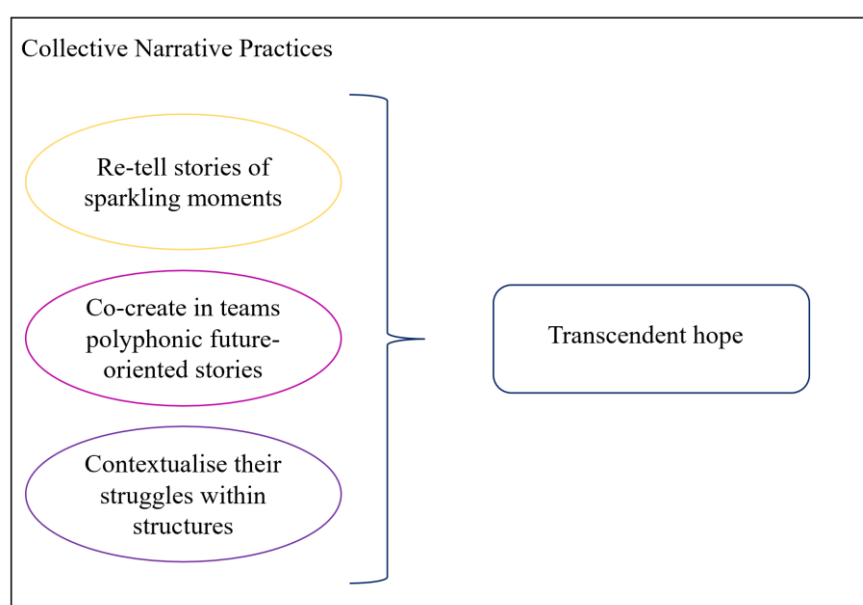 Collective Narrative Practices
Re-tell stories of
sparkling moments
Co-create in teams
polyphonic future-
oriented stories
Contextualise their
struggles within
structures
Transcendent hope